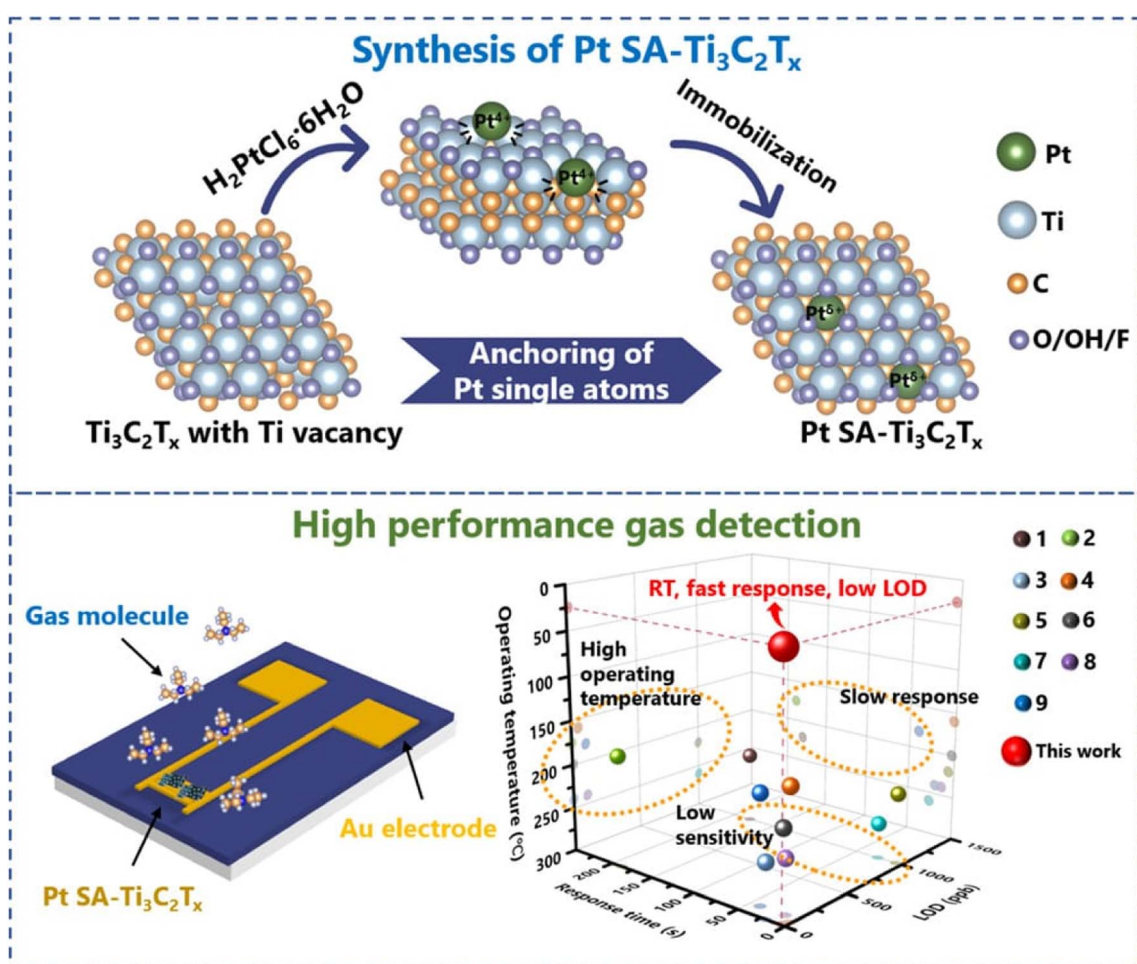 Synthesis of Pt SA-Ti₃C₂Tₓ
H₂PtCl₆·6H₂O
Pt⁴⁺
Pt⁴⁺
Immobilization
Pt
Ti
C
O/OH/F
Ptᵟ⁺
Ptᵟ⁺
Anchoring of
Pt single atoms
Ti₃C₂Tₓ with Ti vacancy
Pt SA-Ti₃C₂Tₓ
High performance gas detection
Gas molecule
Au electrode
Pt SA-Ti₃C₂Tₓ
Operating temperature (℃)
0
50
100
150
200
250
300
RT, fast response, low LOD
High
operating
temperature
Slow response
Low
sensitivity
200
150
100
50
0
Response time (s)
0
500
1000
1500
LOD (ppb)
1 2
3 4
5 6
7 8
9
This work